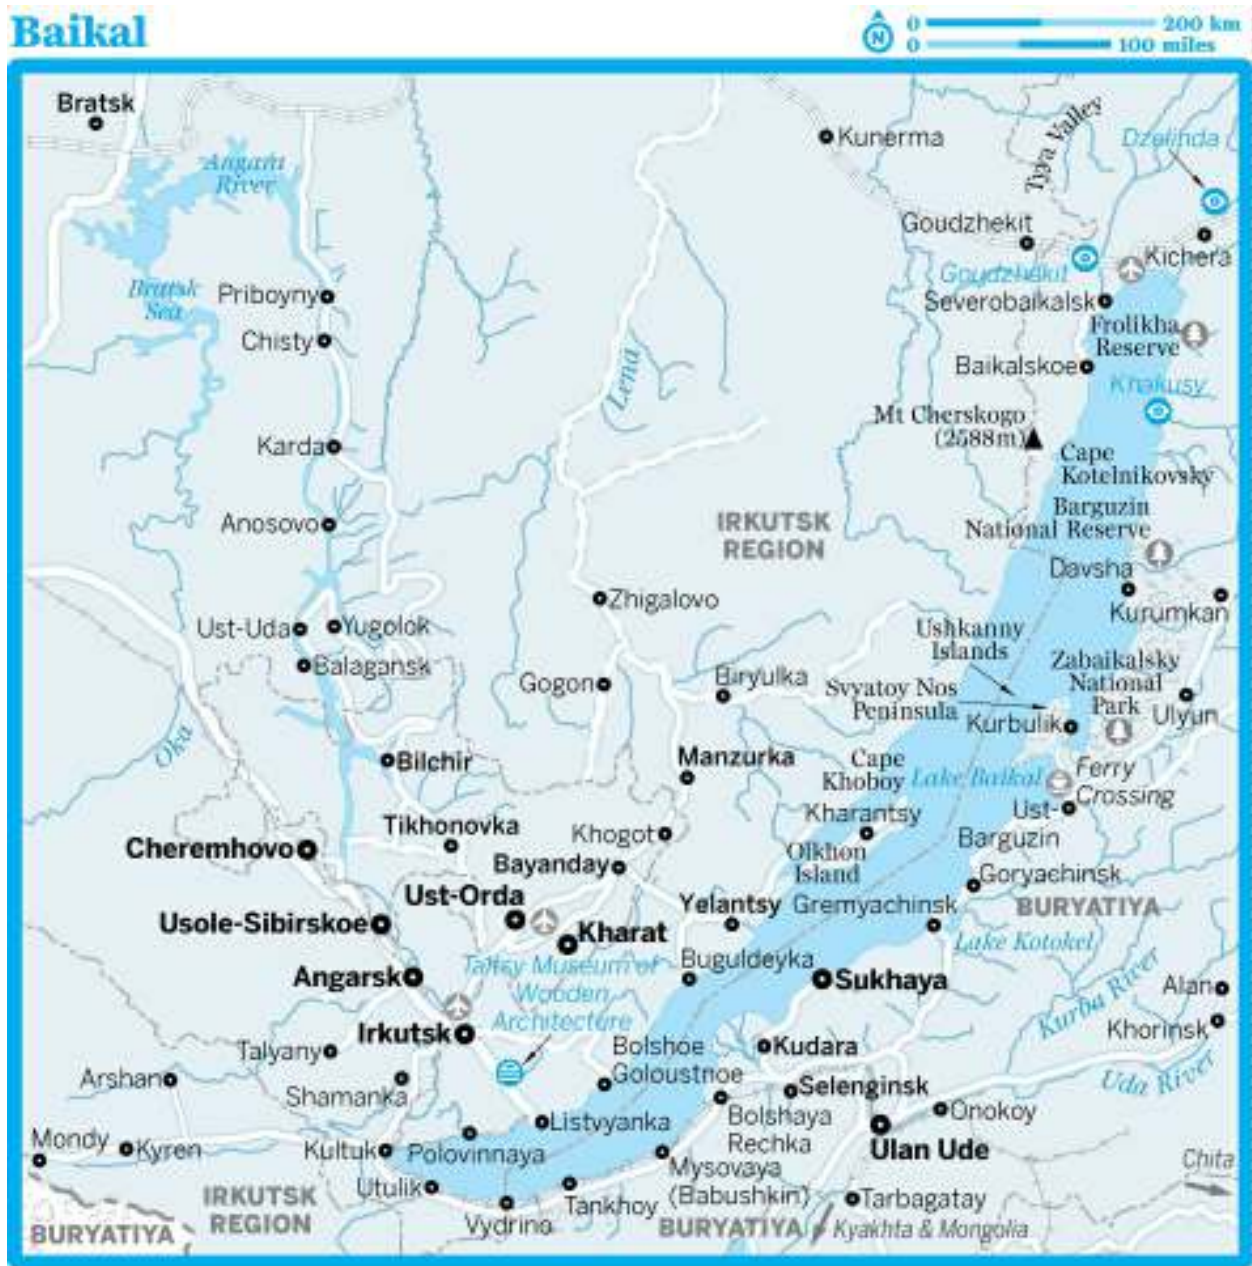 Baikal
0 200 km
0 100 miles
N
Bratsk
Angara
River
Kunerma
Tyya Valley
Dzelinda
Goudzhekit
Kichera
Goudzhekit
Bratsk
Sea
Priboyny
Severobaikalsk
Frolikha
Reserve
Chisty
Lena
Baikalskoe
Khakusy
Mt Cherskogo
(2588m)
Karda
Cape
Kotelnikovsky
Barguzin
National Reserve
Anosovo
IRKUTSK
REGION
Davsha
Kurumkan
Zhigalovo
Ust-Uda
Yugolok
Ushkanny
Islands
Balagansk
Zabaikalsky
National
Park
Gogon
Biryulka
Svyatoy Nos
Peninsula
Kurbulik
Ulyun
Oka
Bilchir
Manzurka
Cape
Khoboy
Lake Baikal
Ferry
Crossing
Kharantsy
Ust-
Barguzin
Tikhonovka
Khogot
Cheremhovo
Bayanday
Olkhon
Island
Goryachinsk
Ust-Orda
Yelantsy
Gremyachinsk
BURYATIYA
Usole-Sibirskoe
Kharat
Lake Kotokel
Taltsy Museum of
Wooden
Architecture
Buguldeyka
Angarsk
Sukhaya
Kurba River
Alan
Irkutsk
Khorinsk
Talyany
Bolshoe
Goloustnoe
Kudara
Uda River
Arshan
Shamanka
Selenginsk
Listvyanka
Bolshaya
Rechka
Onokoy
Mondy
Kyren
Kultuk
Polovinnaya
Ulan Ude
Mysovaya
(Babushkin)
Chita
Utulik
Tankhoy
Tarbagatay
IRKUTSK
REGION
Vydrino
BURYATIYA
Kyakhta & Mongolia
BURYATIYA